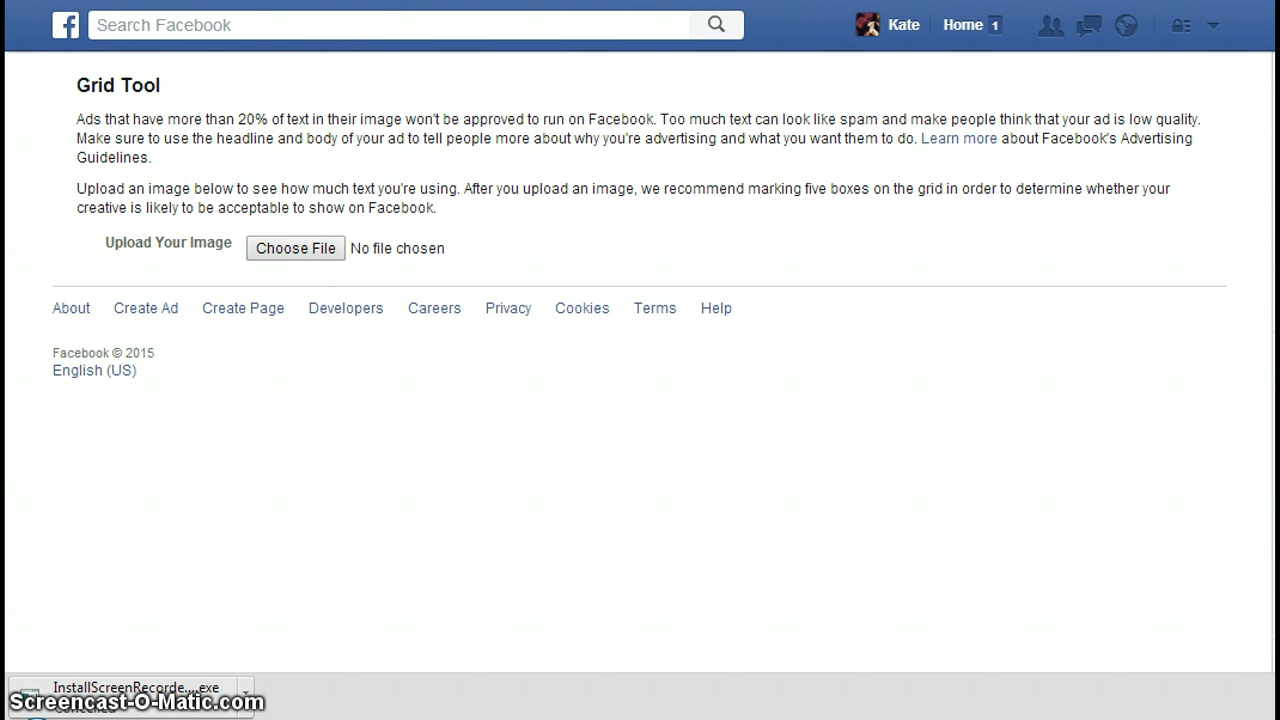 Search Facebook
Kate Home 1
Grid Tool
Ads that have more than 20% of text in their image won't be approved to run on Facebook. Too much text can look like spam and make people think that your ad is low quality.
Make sure to use the headline and body of your ad to tell people more about why you're advertising and what you want them to do. Learn more about Facebook's Advertising
Guidelines.
Upload an image below to see how much text you're using. After you upload an image, we recommend marking five boxes on the grid in order to determine whether your
creative is likely to be acceptable to show on Facebook.
Upload Your Image Choose File No file chosen
About Create Ad Create Page Developers Careers Privacy Cookies Terms Help
Facebook © 2015
English (US)
InstallScreenRecorde....exe
Screencast-O-Matic.com